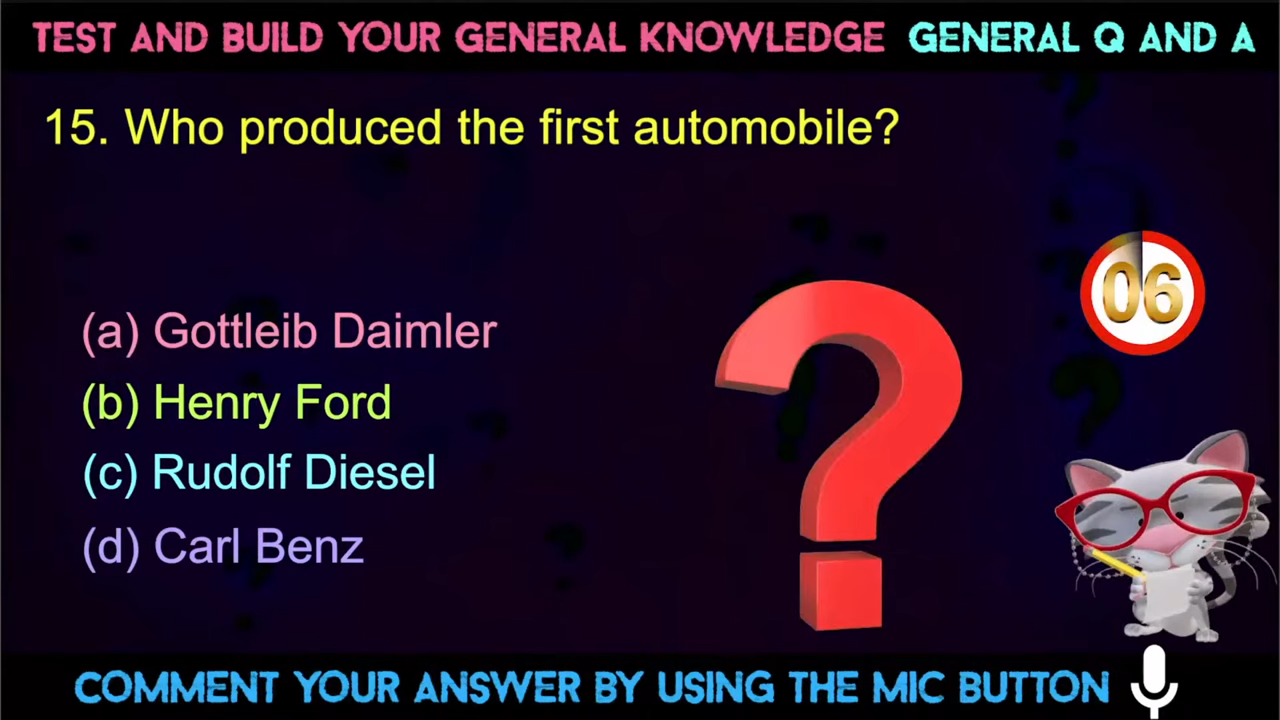 TEST AND BUILD YOUR GENERAL KNOWLEDGE GENERAL Q AND A
15. Who produced the first automobile?
06
(a) Gottleib Daimler
(b) Henry Ford
(c) Rudolf Diesel
(d) Carl Benz
COMMENT YOUR ANSWER BY USING THE MIC BUTTON